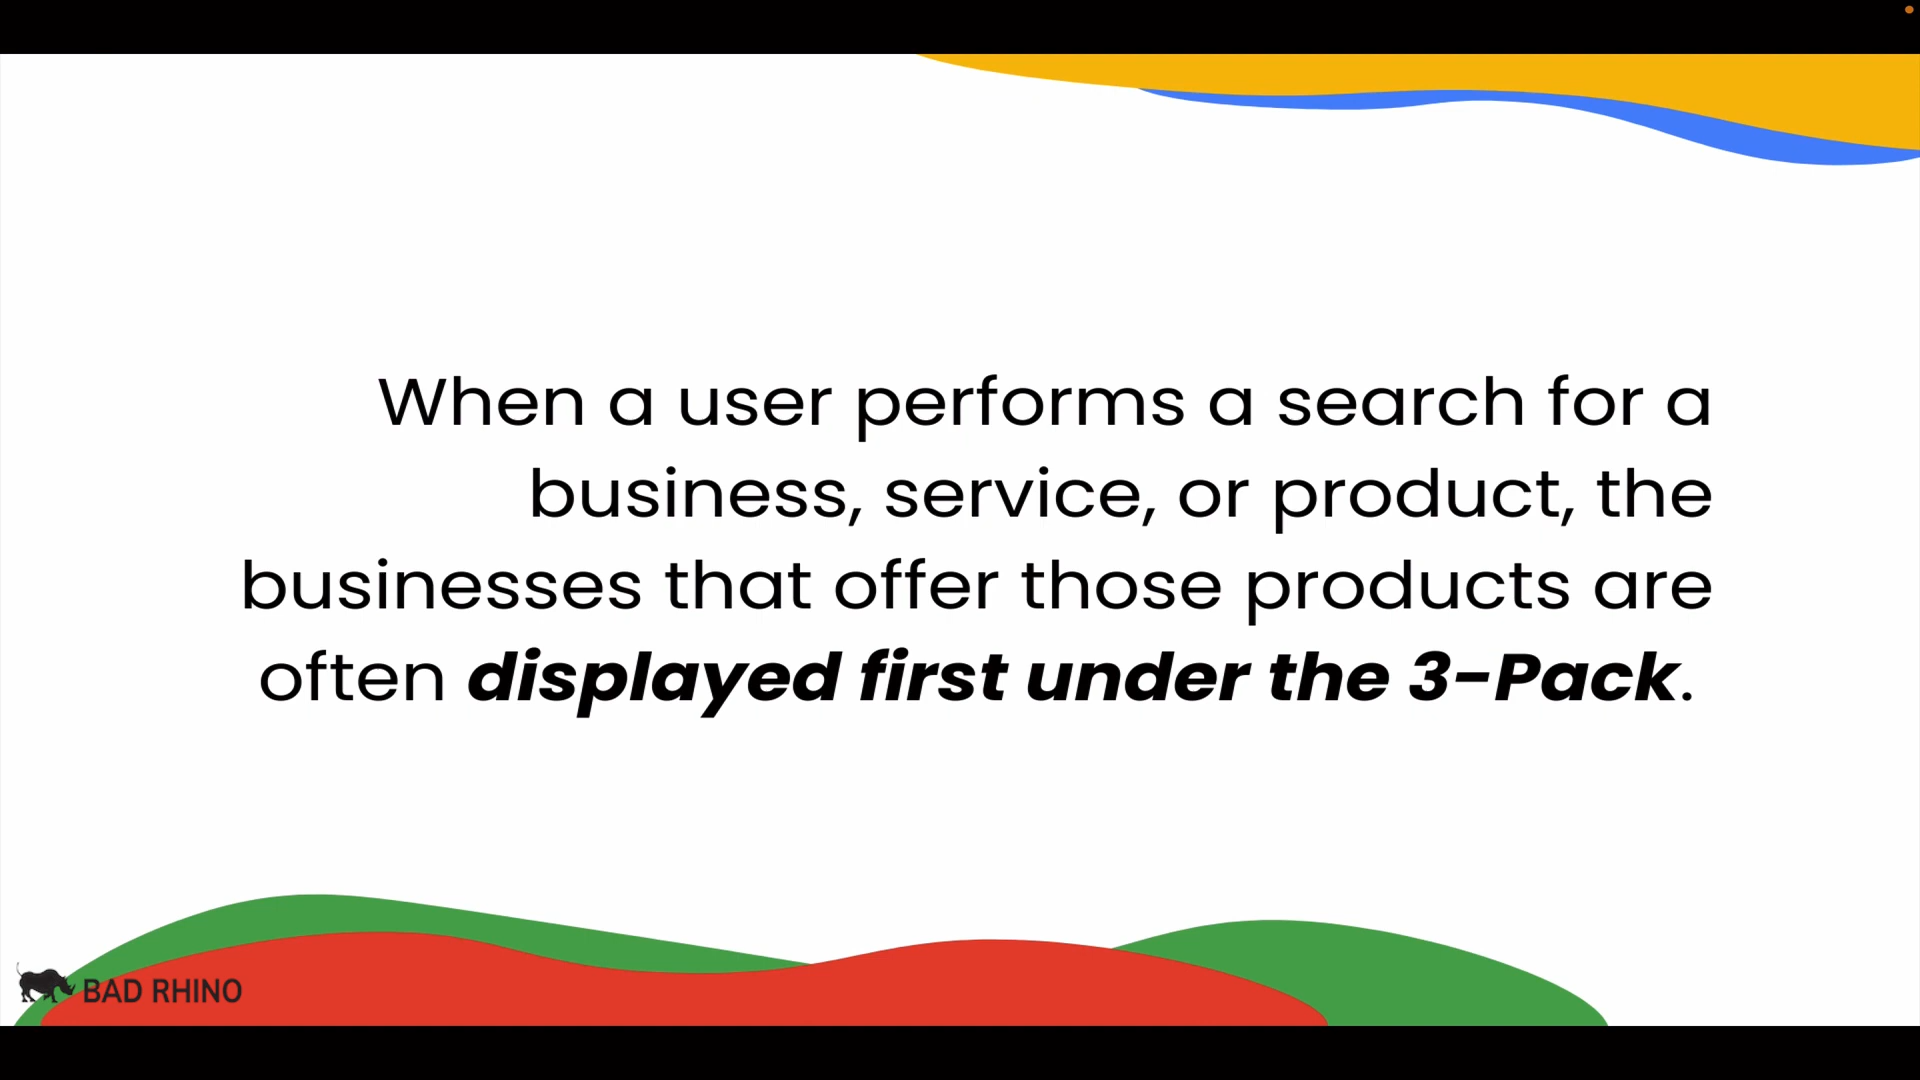 When a user performs a search for a
business, service, or product, the
businesses that offer those products are
often displayed first under the 3-Pack.
BAD RHINO